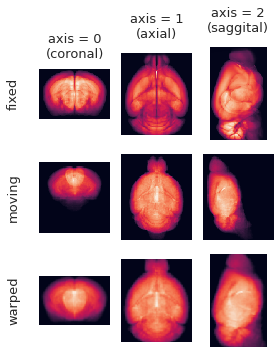 axis = 0
(coronal)
axis = 1
(axial)
axis = 2
(saggital)
fixed
moving
warped